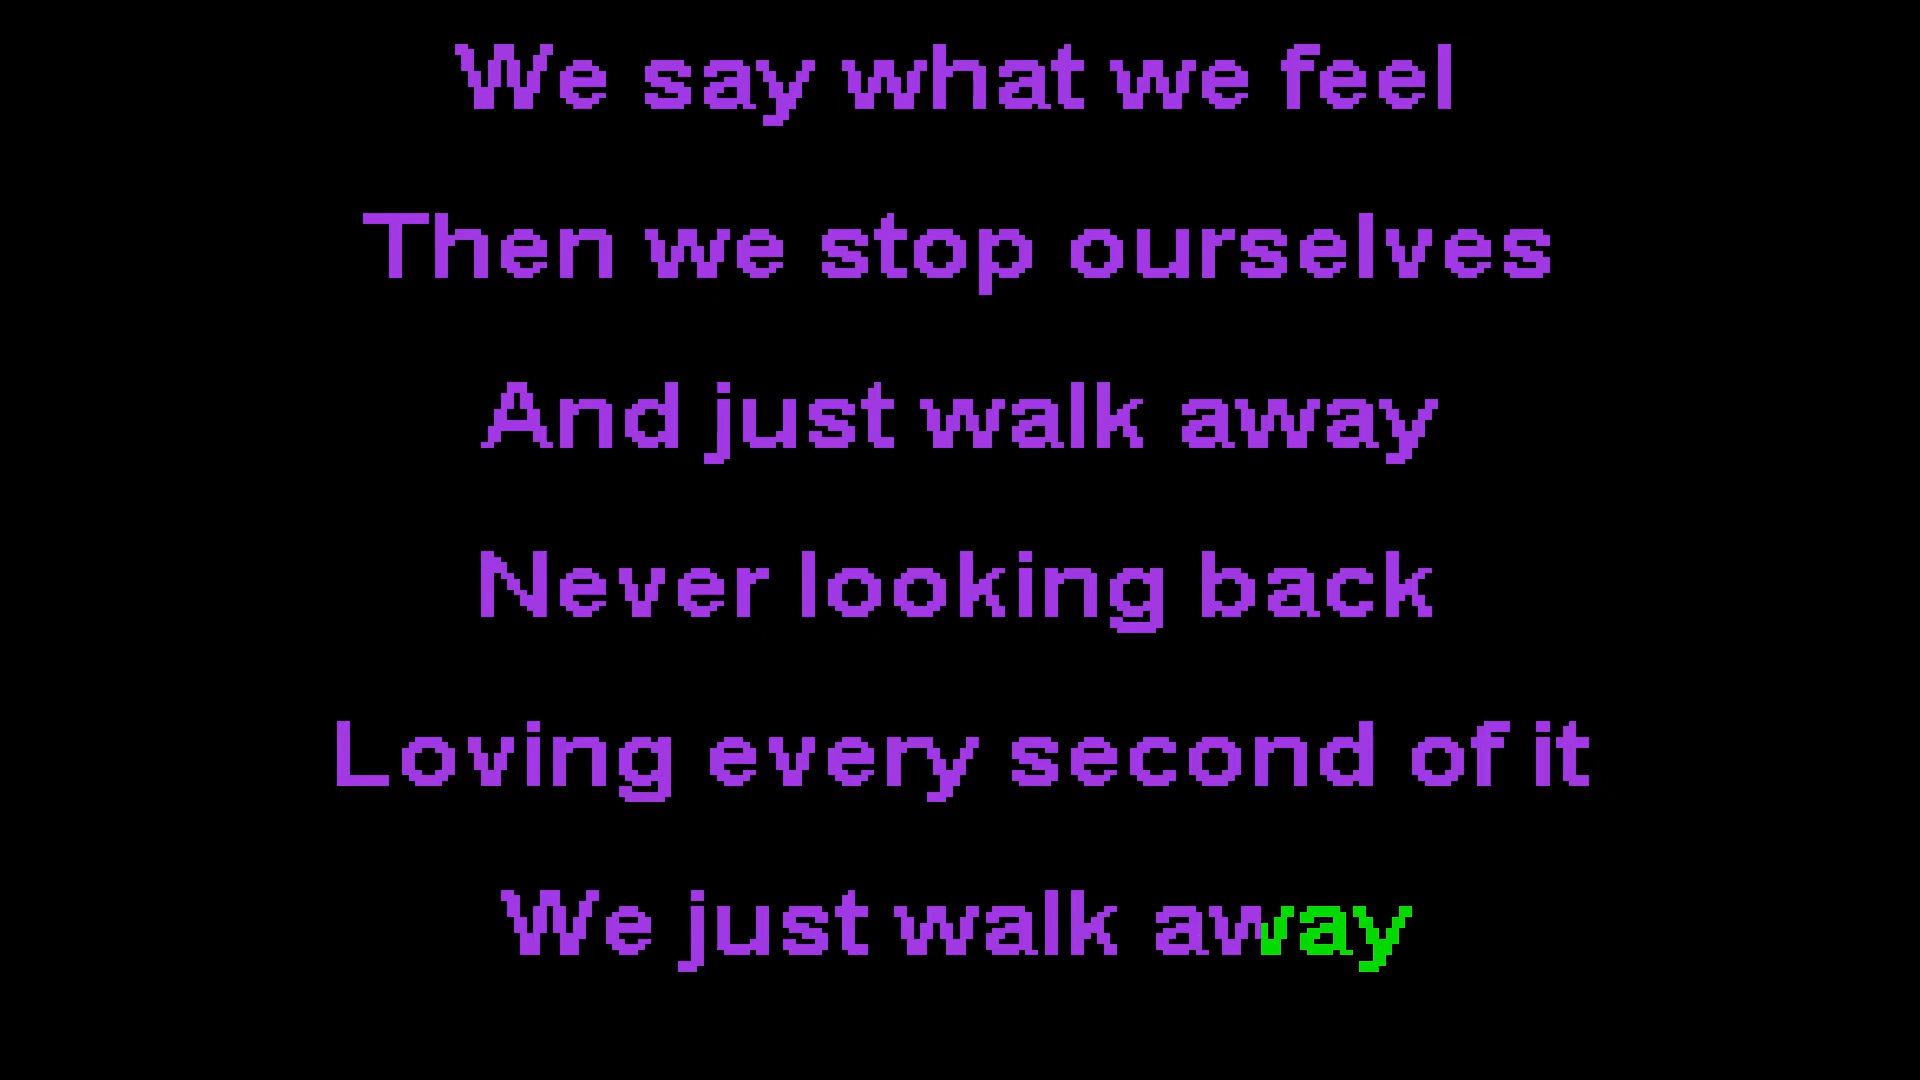 We say what we feel
Then we stop ourselves
And just walk away
Never looking back
Loving every second of it
We just walk away